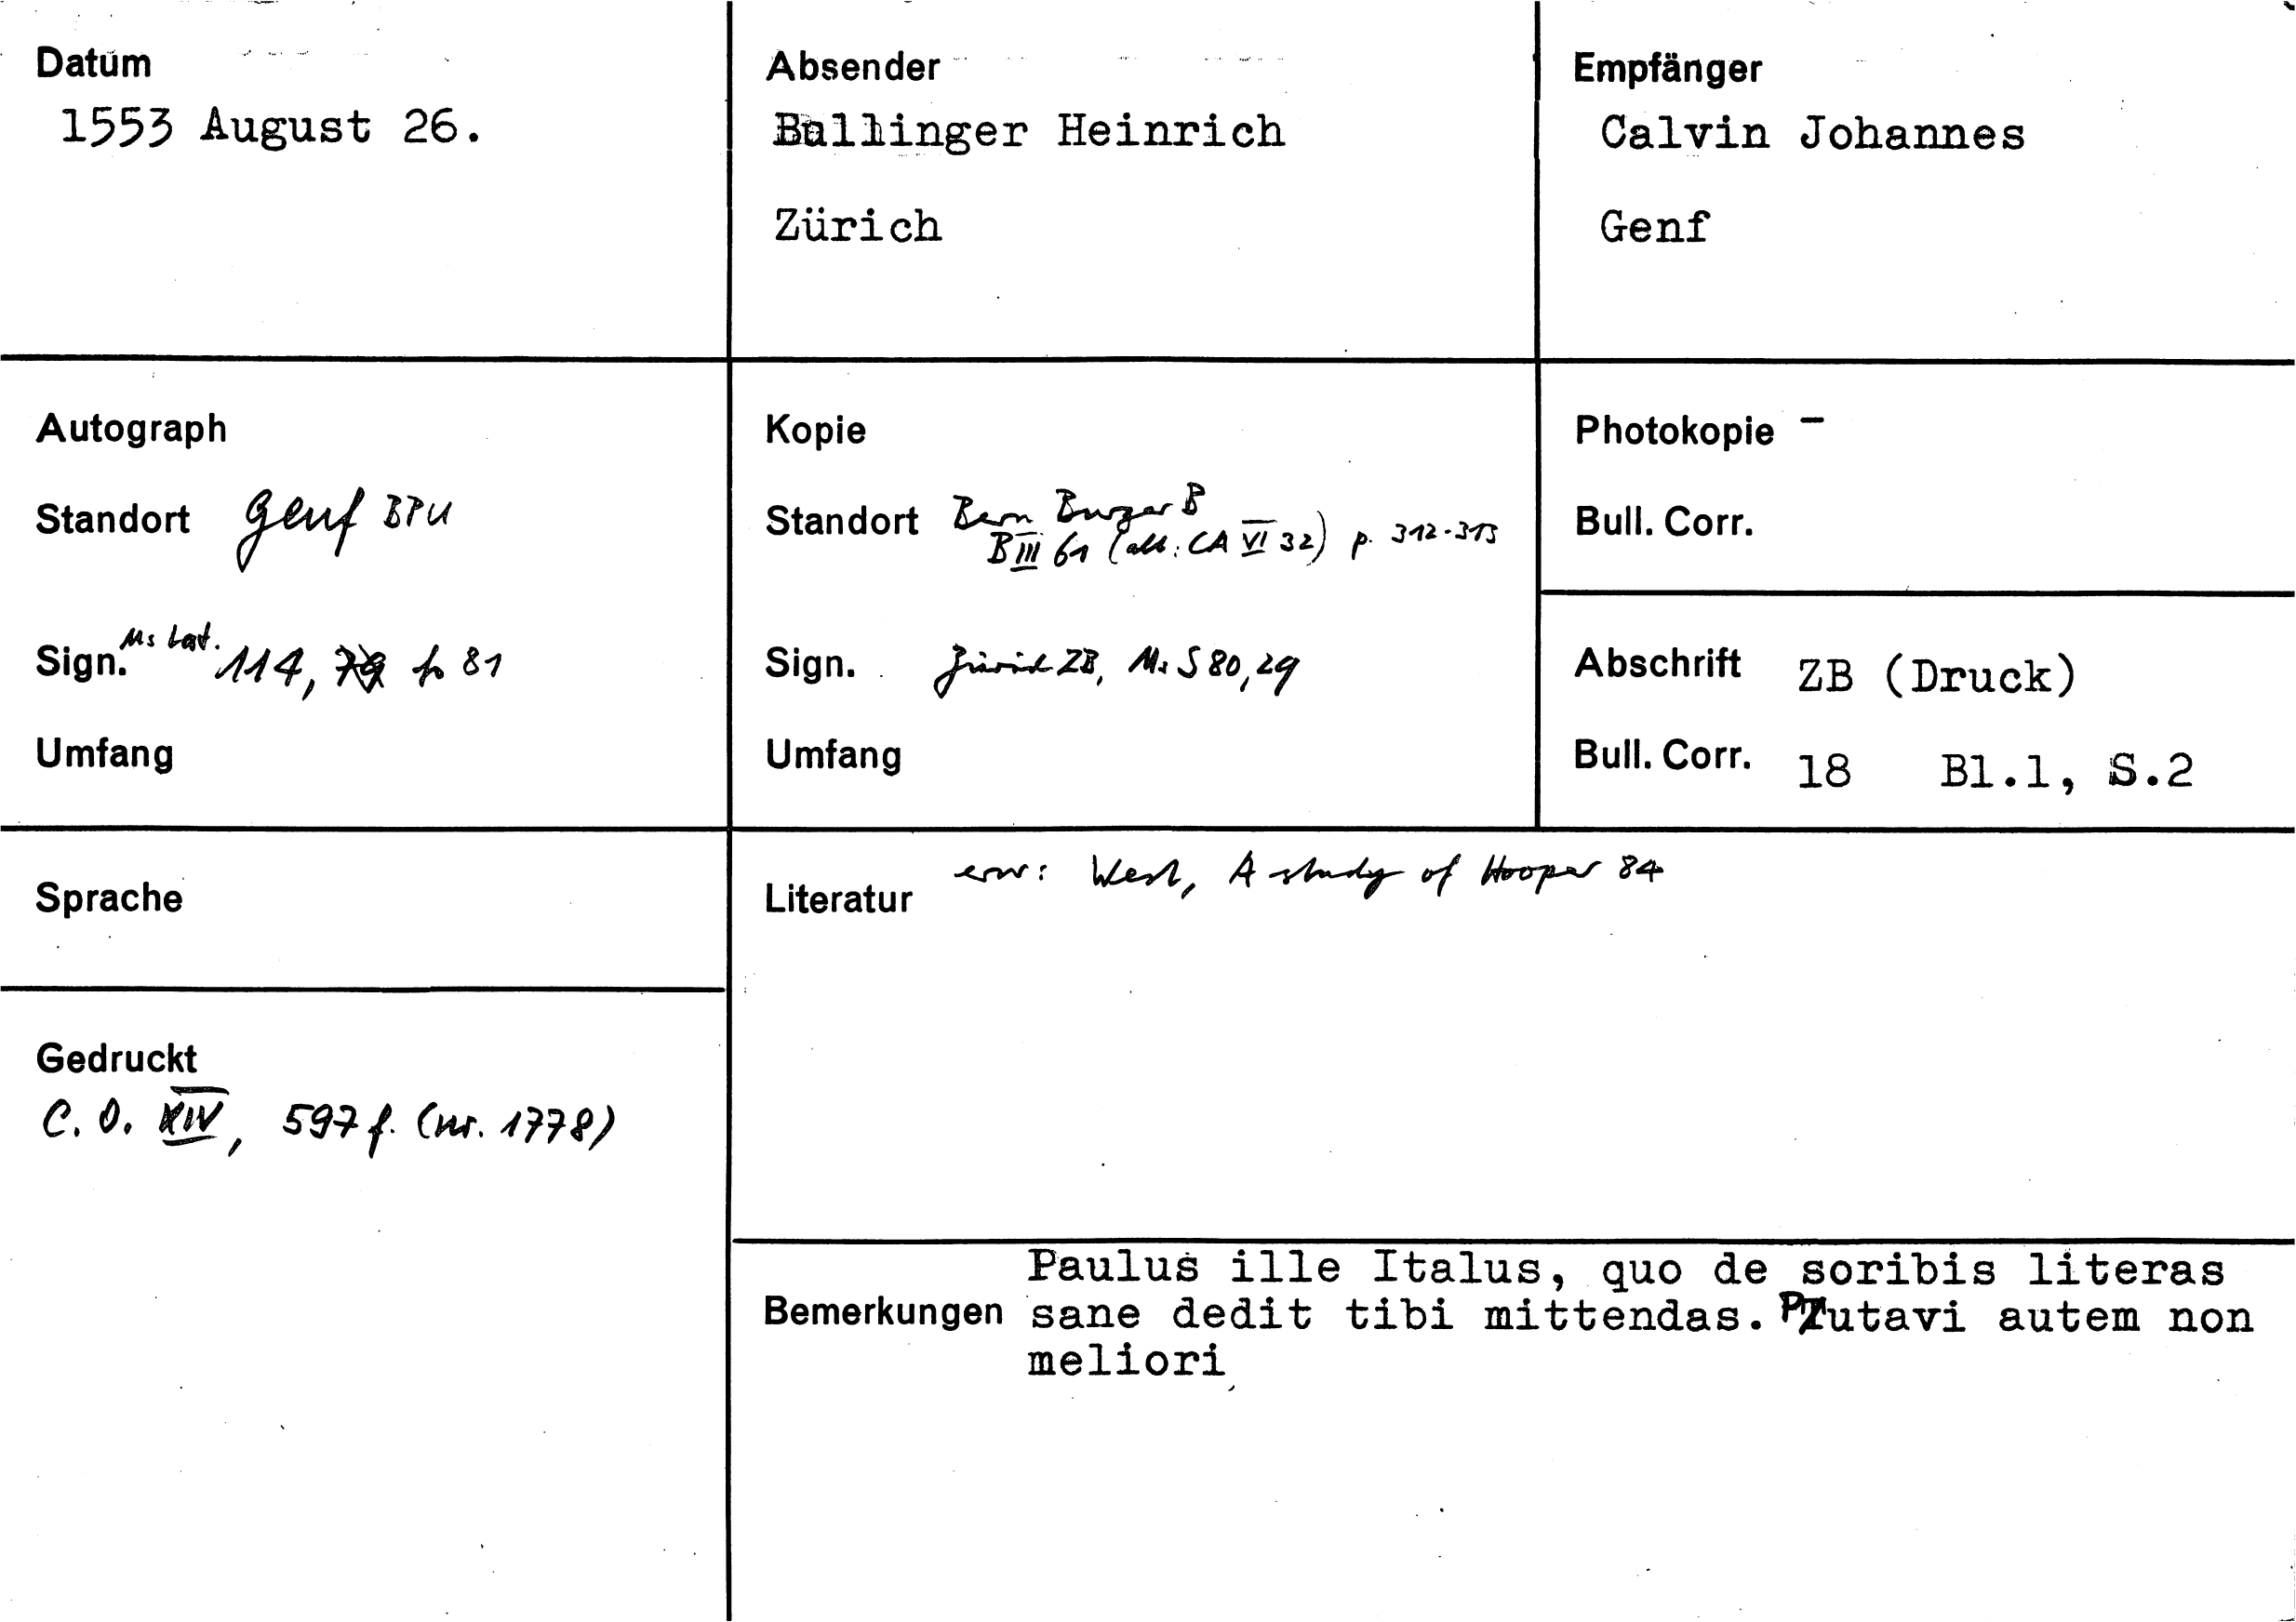 Datum
1553 August 26.
Absender
Bullinger Heinrich
Zürich
Empfänger
Calvin Johannes
Genf
Autograph
Standort Genf BPU
Sign. Ms Lat. 114, 79 fo 81
Umfang
Kopie
Standort Bern Burger B
B III 61 (alt: CA VI 32) p. 312-313
Sign. Zürich ZB, Ms S 80, 29
Umfang
Photokopie -
Bull. Corr.
Abschrift ZB (Druck)
Bull. Corr. 18 Bl.1, S.2
Sprache
Literatur erw: West, A study of Hooper 84
Gedruckt
C. O. XIV, 597 f. (nr. 1778)
Bemerkungen
Paulus ille Italus, quo de soribis literas
sane dedit tibi mittendas. Putavi autem non
meliori